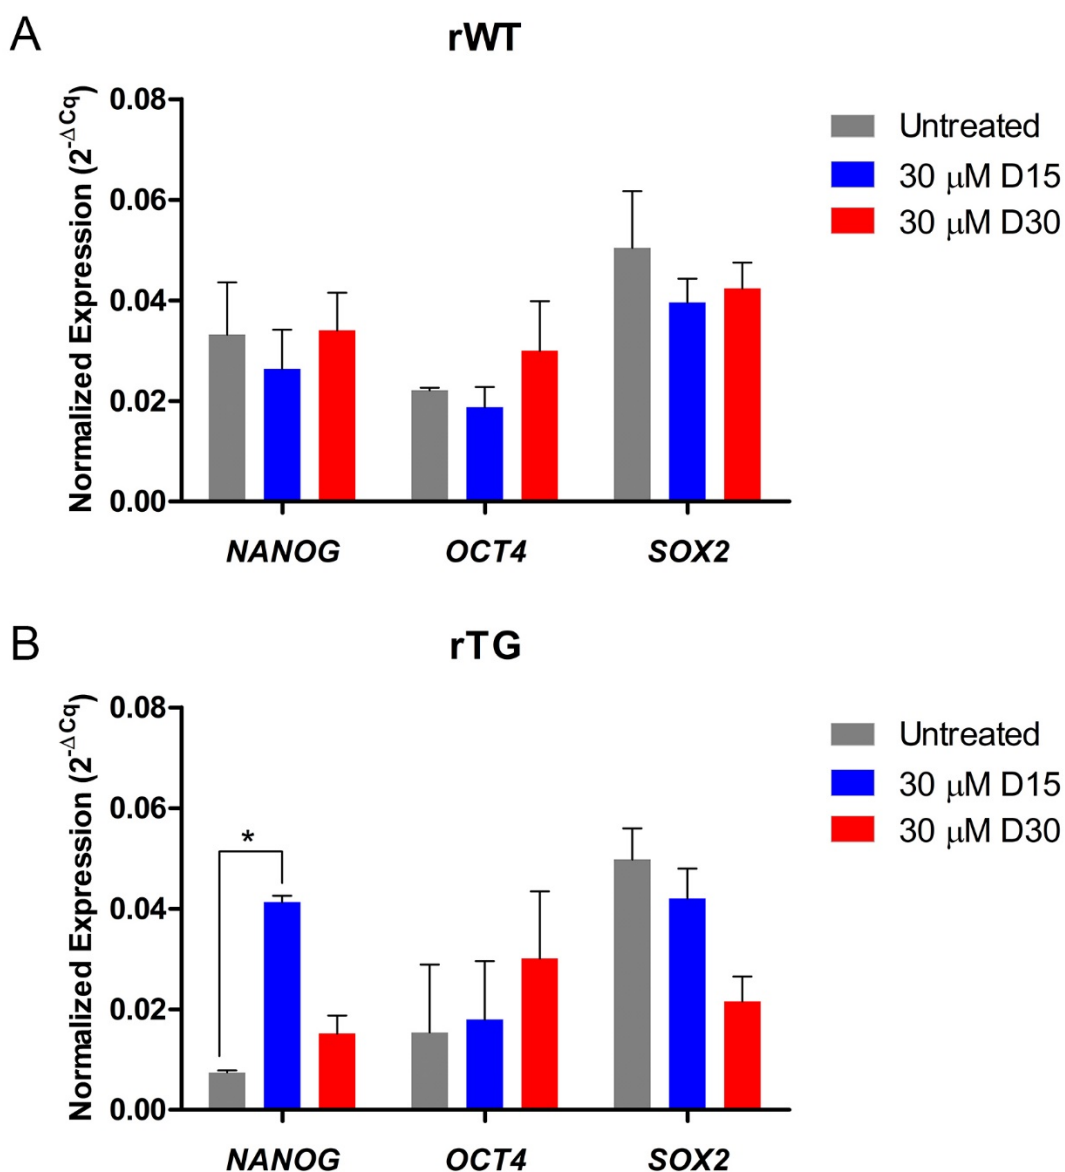 A
rWT
Normalized Expression (2^-ΔCq)
0.08
0.06
0.04
0.02
0.00
NANOG
OCT4
SOX2
Untreated
30 μM D15
30 μM D30
B
rTG
Normalized Expression (2^-ΔCq)
0.08
0.06
0.04
0.02
0.00
*
NANOG
OCT4
SOX2
Untreated
30 μM D15
30 μM D30